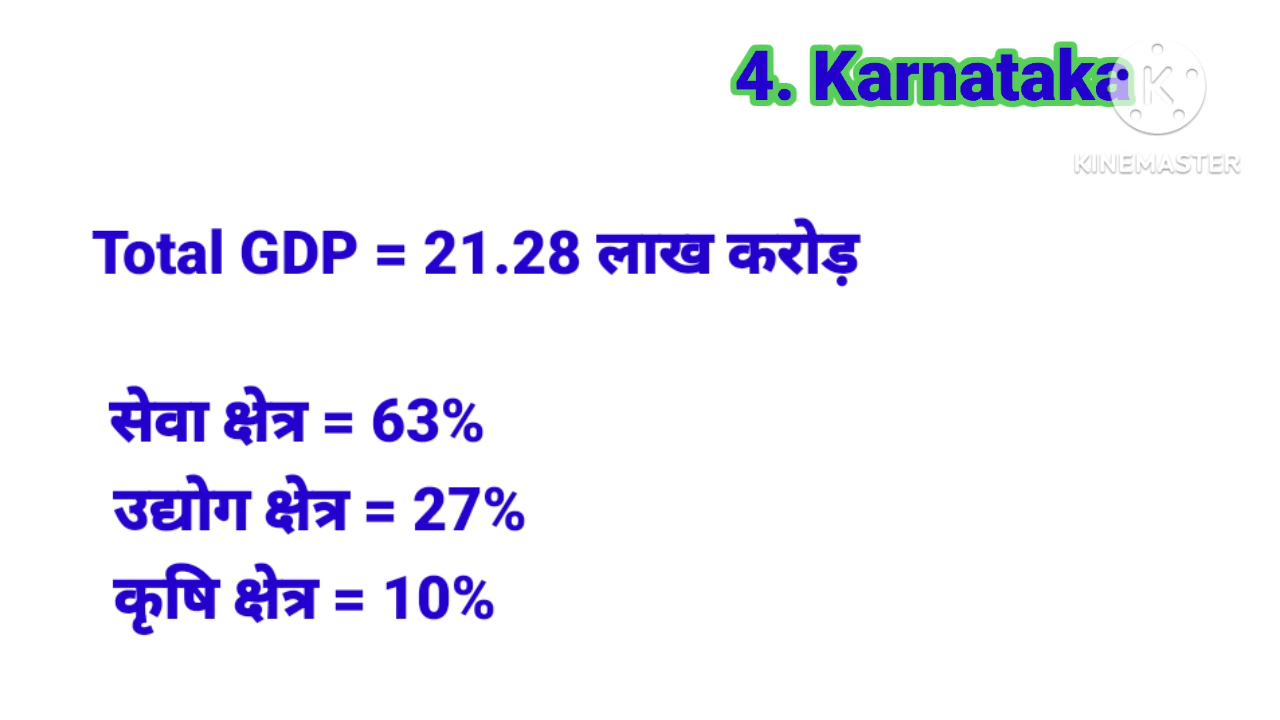 4. Karnataka
KINEMASTER
Total GDP = 21.28 लाख करोड़
सेवा क्षेत्र = 63%
उद्योग क्षेत्र = 27%
कृषि क्षेत्र = 10%